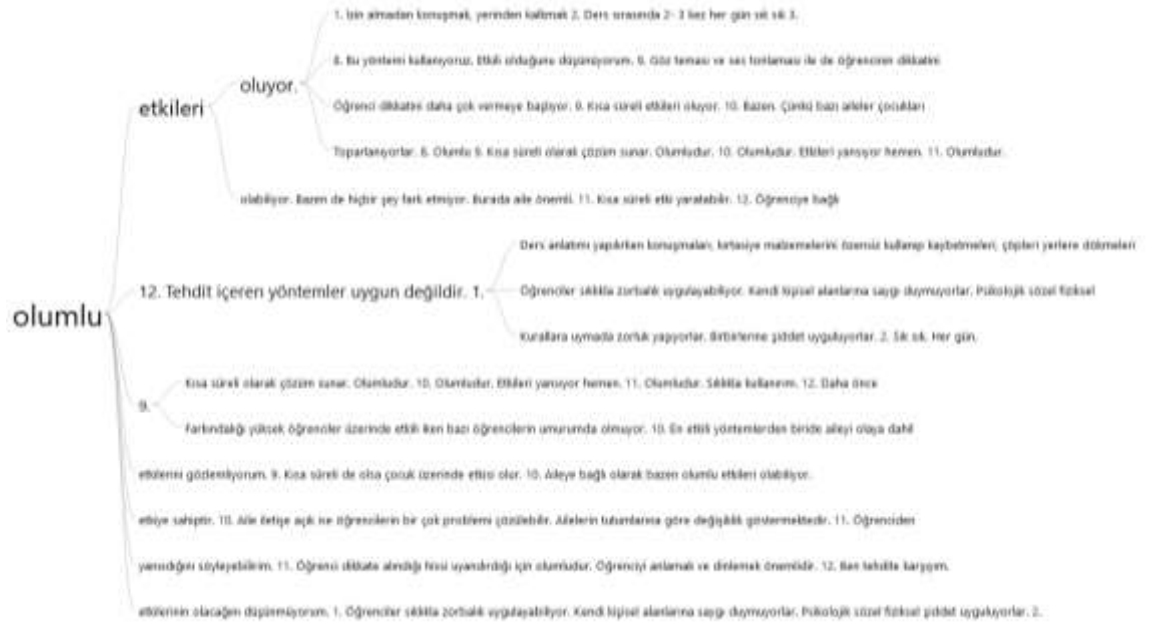 1. İzin almadan konuşmak, yerinden kalkmak 2. Ders sırasında 2- 3 kez her gün sık sık 3.
8. Bu yöntemi kullanıyoruz. Etkili olduğunu düşünüyorum. 9. Göz teması ve ses tonlaması ile de öğrencinin dikkatini
oluyor.
etkileri
Öğrenci dikkatini daha çok vermeye başlıyor. 9. Kısa süreli etkileri oluyor. 10. Bazen. Çünkü bazı aileler çocukları
Toparlanıyorlar. 8. Olumlu 9. Kısa süreli olarak çözüm sunar. Olumludur. 10. Olumludur. Etkileri yansıyor hemen. 11. Olumludur.
olabiliyor. Bazen de hiçbir şey fark etmiyor. Burada aile önemli. 11. Kısa süreli etki yaratabilir. 12. Öğrenciye bağlı
Ders anlatımı yapılırken konuşmaları, kırtasiye malzemelerini özensiz kullanıp kaybetmeleri, çöpleri yerlere dökmeleri
12. Tehdit içeren yöntemler uygun değildir. 1.
Öğrenciler sıklıkla zorbalık uygulayabiliyor. Kendi kişisel alanlarına saygı duymuyorlar. Psikolojik sözel fiziksel
olumlu
Kurallara uymada zorluk yaşıyorlar. Birbirlerine şiddet uyguluyorlar. 2. Sık sık. Her gün.
Kısa süreli olarak çözüm sunar. Olumludur. 10. Olumludur. Etkileri yansıyor hemen. 11. Olumludur. Sıklıkla kullanırım. 12. Daha önce
9.
Farkındalığı yüksek öğrenciler üzerinde etkili iken bazı öğrencilerin umurunda olmuyor. 10. En etkili yöntemlerden biride aileyi olaya dahil
etkilerini gözlemliyorum. 9. Kısa süreli de olsa çocuk üzerinde etkisi olur. 10. Aileye bağlı olarak bazen olumlu etkileri olabiliyor.
etkiye sahiptir. 10. Aile iletişe açık ise öğrencilerin bir çok problemi çözülebilir. Ailelerin tutumlarına göre değişiklik göstermektedir. 11. Öğrenciden
yansıdığını söyleyebilirim. 11. Öğrenci dikkate alındığı hissi uyandırdığı için olumludur. Öğrenciyi anlamak ve dinlemek önemlidir. 12. Ben tehdite karşıyım.
etkilerinin olacağını düşünmüyorum. 1. Öğrenciler sıklıkla zorbalık uygulayabiliyor. Kendi kişisel alanlarına saygı duymuyorlar. Psikolojik sözel fiziksel şiddet uyguluyorlar. 2.